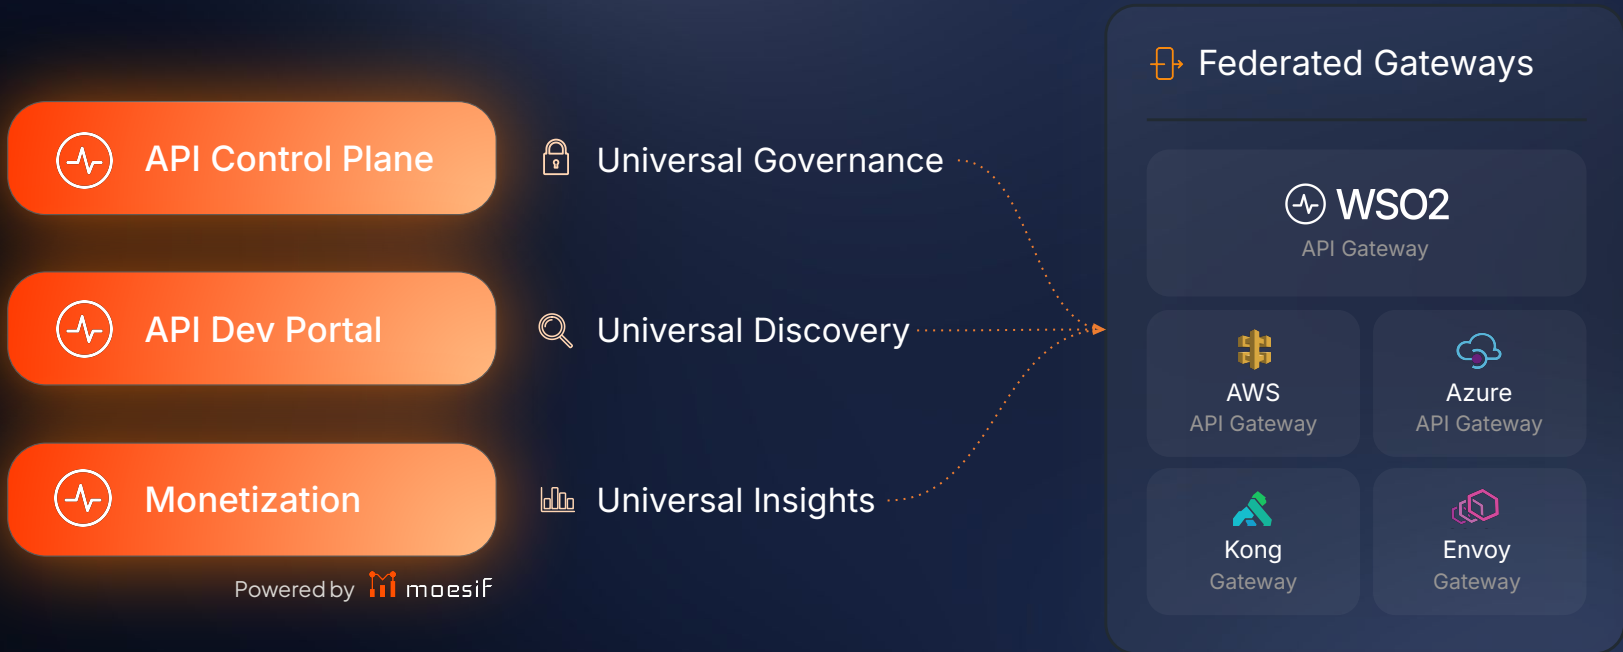 API Control Plane
Universal Governance
API Dev Portal
Universal Discovery
Monetization
Universal Insights
Powered by moesif
Federated Gateways
WSO2
API Gateway
AWS
API Gateway
Azure
API Gateway
Kong
Gateway
Envoy
Gateway